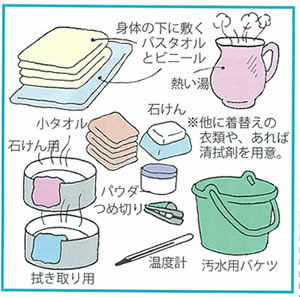 身体の下に敷く
バスタオル
とビニール
熱い湯
石けん
小タオル
石けん用
※他に着替えの
衣類や、あれば
清拭剤を用意。
パウダー
つめ切り
温度計
汚水用バケツ
拭き取り用